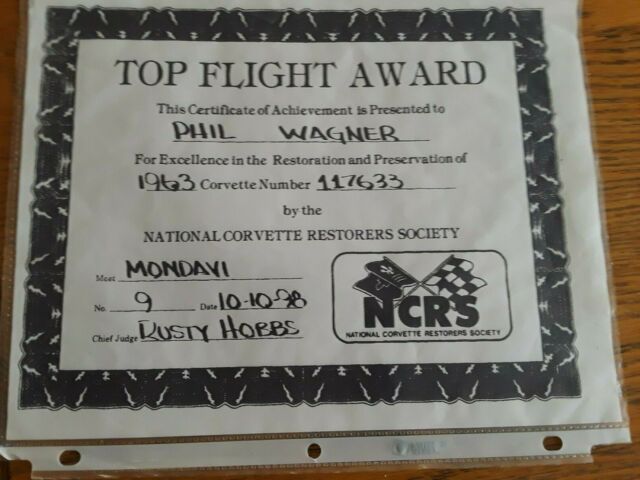 TOP FLIGHT AWARD
This Certificate of Achievement is Presented to
PHIL WAGNER
For Excellence in the Restoration and Preservation of
1963 Corvette Number 117633
by the
NATIONAL CORVETTE RESTORERS SOCIETY
Meet MONDAVI
No. 9 Date 10-10-98
Chief Judge RUSTY HOBBS
NCRS
NATIONAL CORVETTE RESTORERS SOCIETY